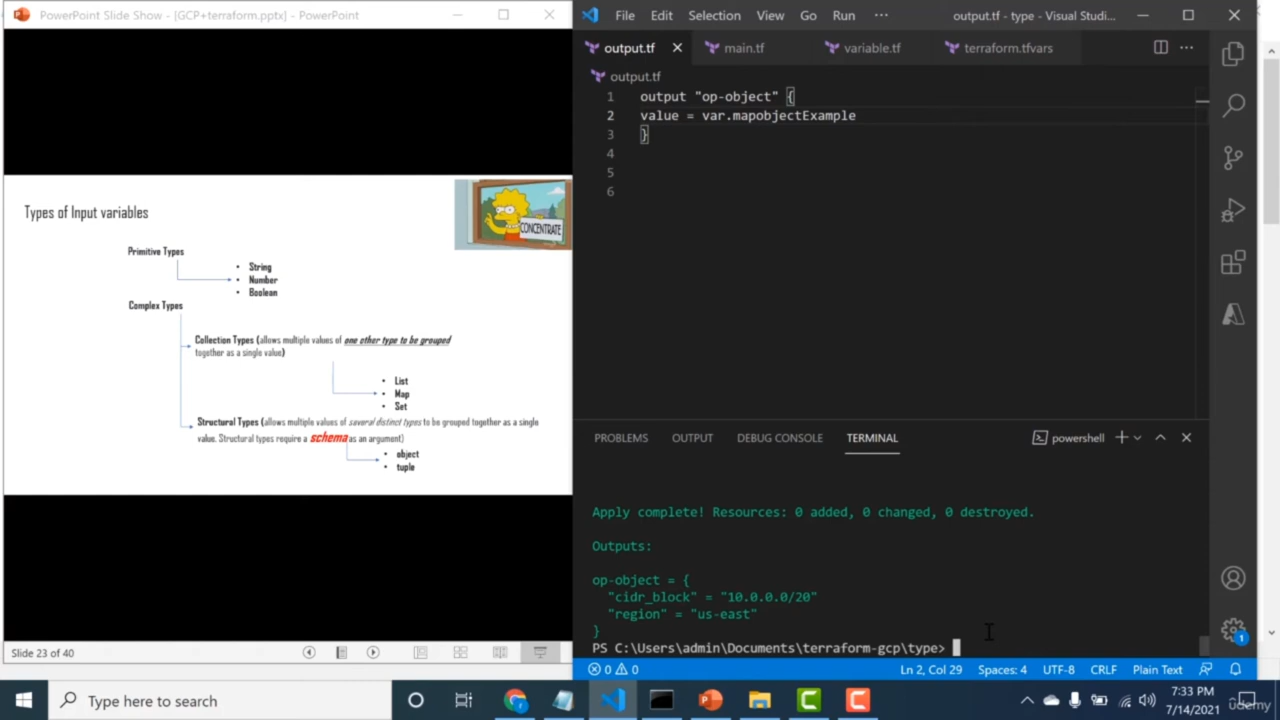 PowerPoint Slide Show - [GCP+terraform.pptx] - PowerPoint
Types of Input variables
CONCENTRATE
Primitive Types
• String
• Number
• Boolean
Complex Types
Collection Types (allows multiple values of one other type to be grouped
together as a single value)
• List
• Map
• Set
Structural Types (allows multiple values of several distinct types to be grouped together as a single
value. Structural types require a schema as an argument)
• object
• tuple
Slide 23 of 40
File Edit Selection View Go Run ··· output.tf - type - Visual Studi...
output.tf main.tf variable.tf terraform.tfvars ···
output.tf
1 output "op-object" {
2 value = var.mapobjectExample
3 }
4
5
6
PROBLEMS OUTPUT DEBUG CONSOLE TERMINAL powershell
Apply complete! Resources: 0 added, 0 changed, 0 destroyed.
Outputs:
op-object = {
"cidr_block" = "10.0.0.0/20"
"region" = "us-east"
}
PS C:\Users\admin\Documents\terraform-gcp\type>
1
0 0 Ln 2, Col 29 Spaces: 4 UTF-8 CRLF Plain Text
Type here to search
7:33 PM
7/14/2021
udemy